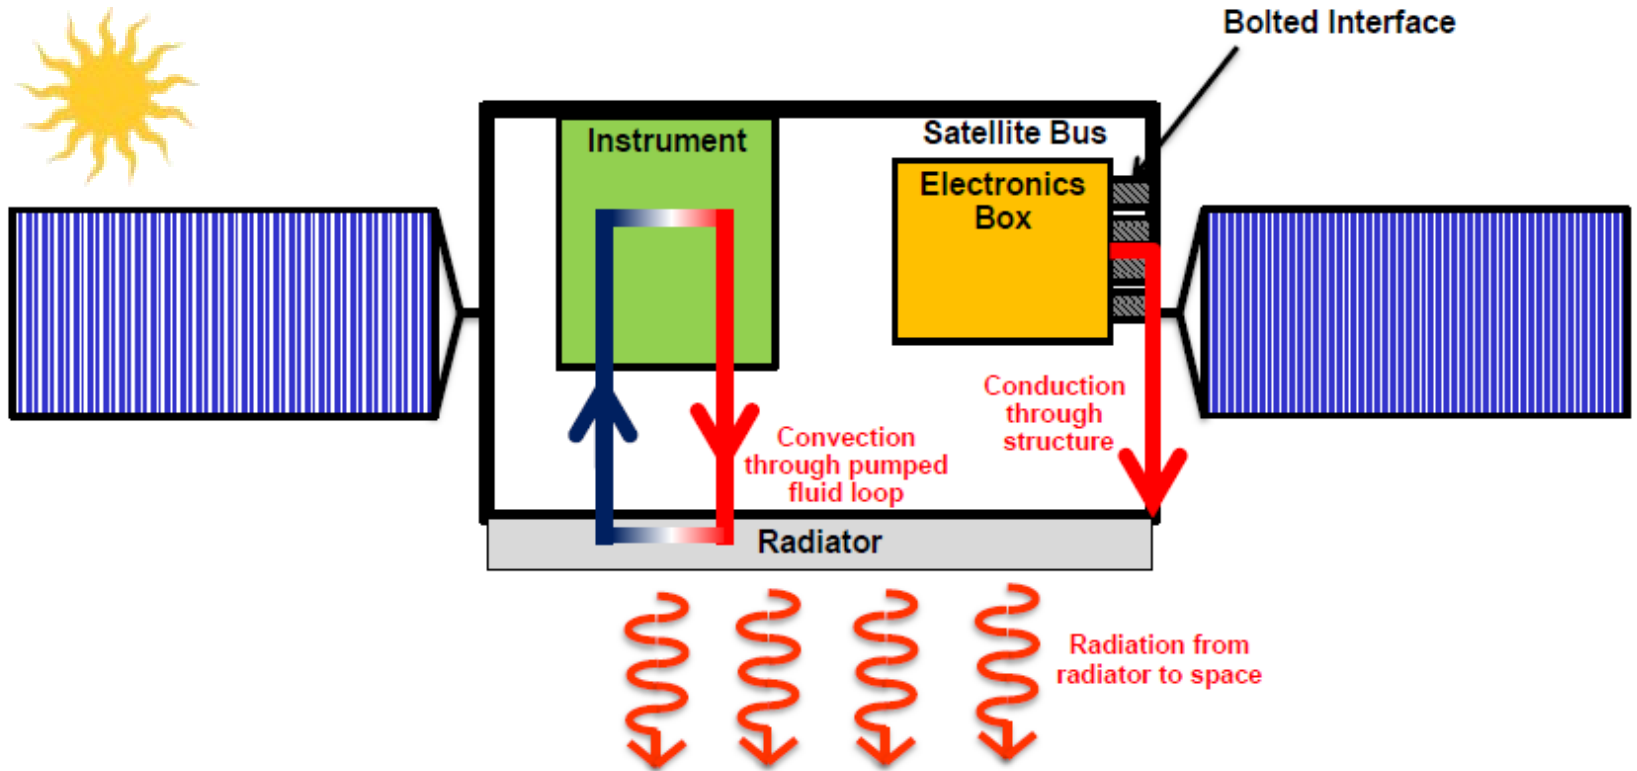 Bolted Interface
Instrument
Satellite Bus
Electronics
Box
Conduction
through
structure
Convection
through pumped
fluid loop
Radiator
Radiation from
radiator to space